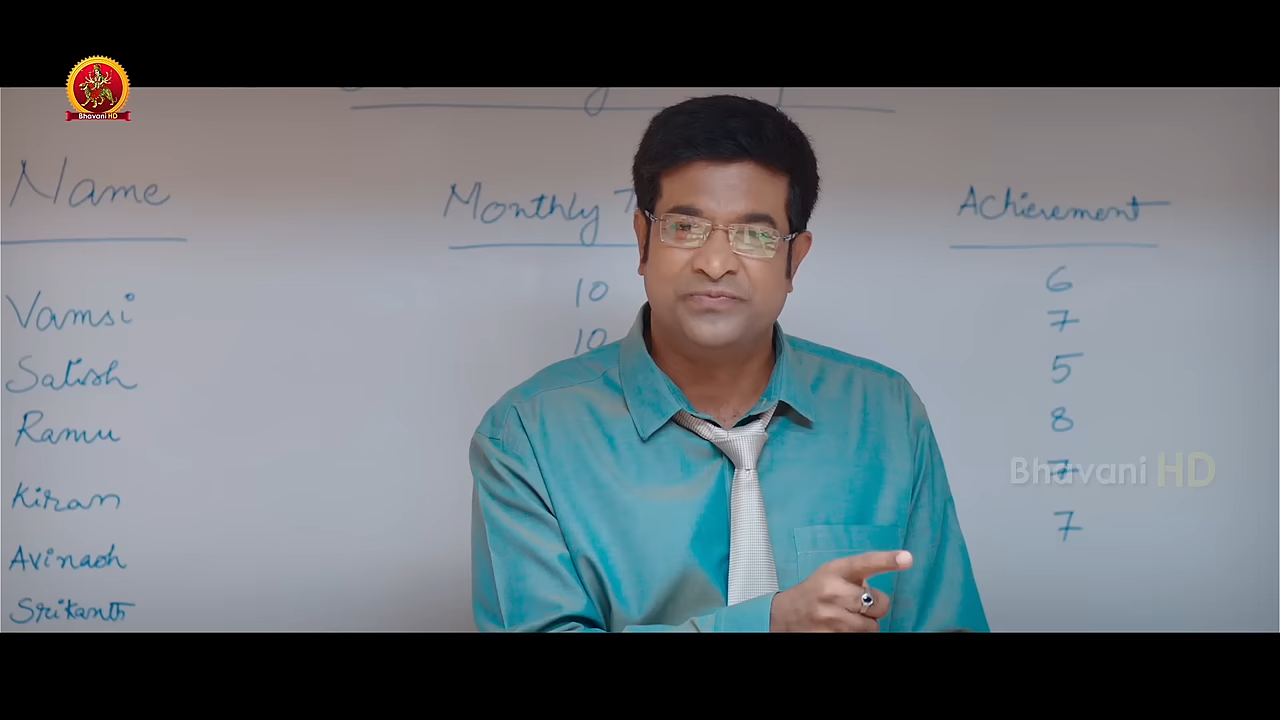 Bhavani HD
Name Monthly Achievement
Vamsi 10 6
Satish 10 7
Ramu 5
Kiran 8
Avinash 7
Srikanth 7
Bhavani HD